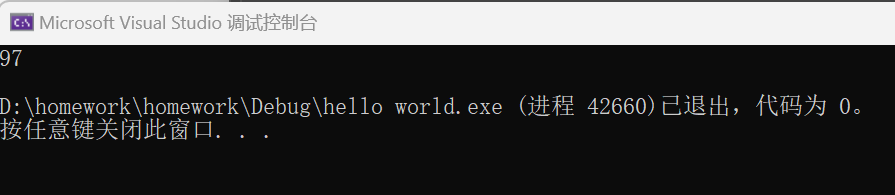 C:\
Microsoft Visual Studio 调试控制台
97
D:\homework\homework\Debug\hello world.exe (进程 42660)已退出，代码为 0。
按任意键关闭此窗口. . .